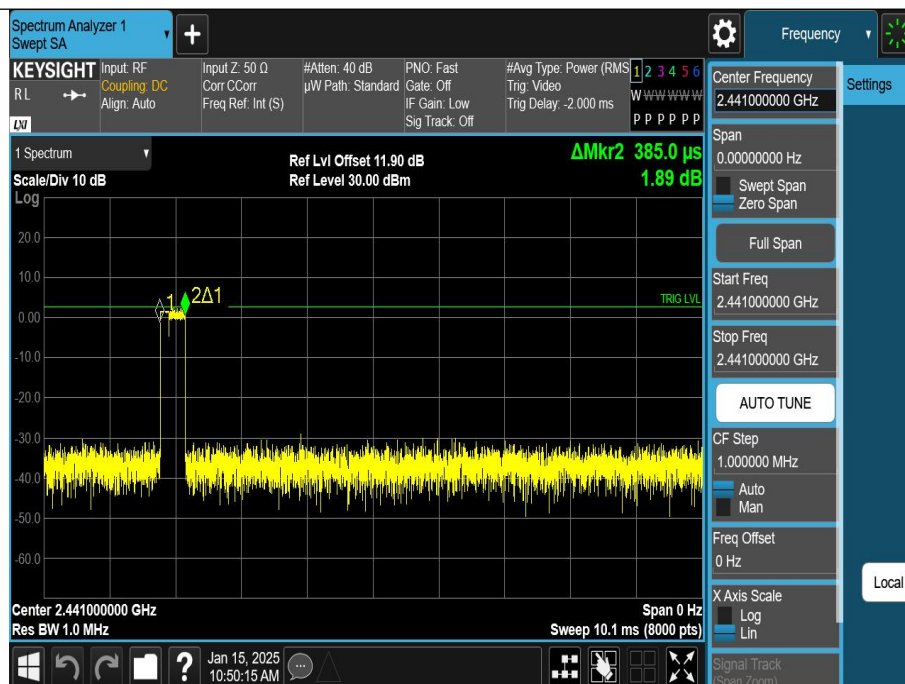 Spectrum Analyzer 1
Swept SA
+
Frequency
KEYSIGHT
RL
LXI
Input: RF
Coupling: DC
Align: Auto
Input Z: 50 Ω
Corr CCorr
Freq Ref: Int (S)
#Atten: 40 dB
µW Path: Standard
PNO: Fast
Gate: Off
IF Gain: Low
Sig Track: Off
#Avg Type: Power (RMS
Trig: Video
Trig Delay: -2.000 ms
1 2 3 4 5 6
W W W W W W
P P P P P P
1 Spectrum
Scale/Div 10 dB
Log
Ref Lvl Offset 11.90 dB
Ref Level 30.00 dBm
ΔMkr2 385.0 µs
1.89 dB
20.0
10.0
0.00
-10.0
-20.0
-30.0
-40.0
-50.0
-60.0
1
2Δ1
TRIG LVL
Center 2.441000000 GHz
Res BW 1.0 MHz
Span 0 Hz
Sweep 10.1 ms (8000 pts)
Center Frequency
2.441000000 GHz
Settings
Span
0.00000000 Hz
Swept Span
Zero Span
Full Span
Start Freq
2.441000000 GHz
Stop Freq
2.441000000 GHz
AUTO TUNE
CF Step
1.000000 MHz
Auto
Man
Freq Offset
0 Hz
Local
X Axis Scale
Log
Lin
Signal Track
(Span Zoom)
?
Jan 15, 2025
10:50:15 AM